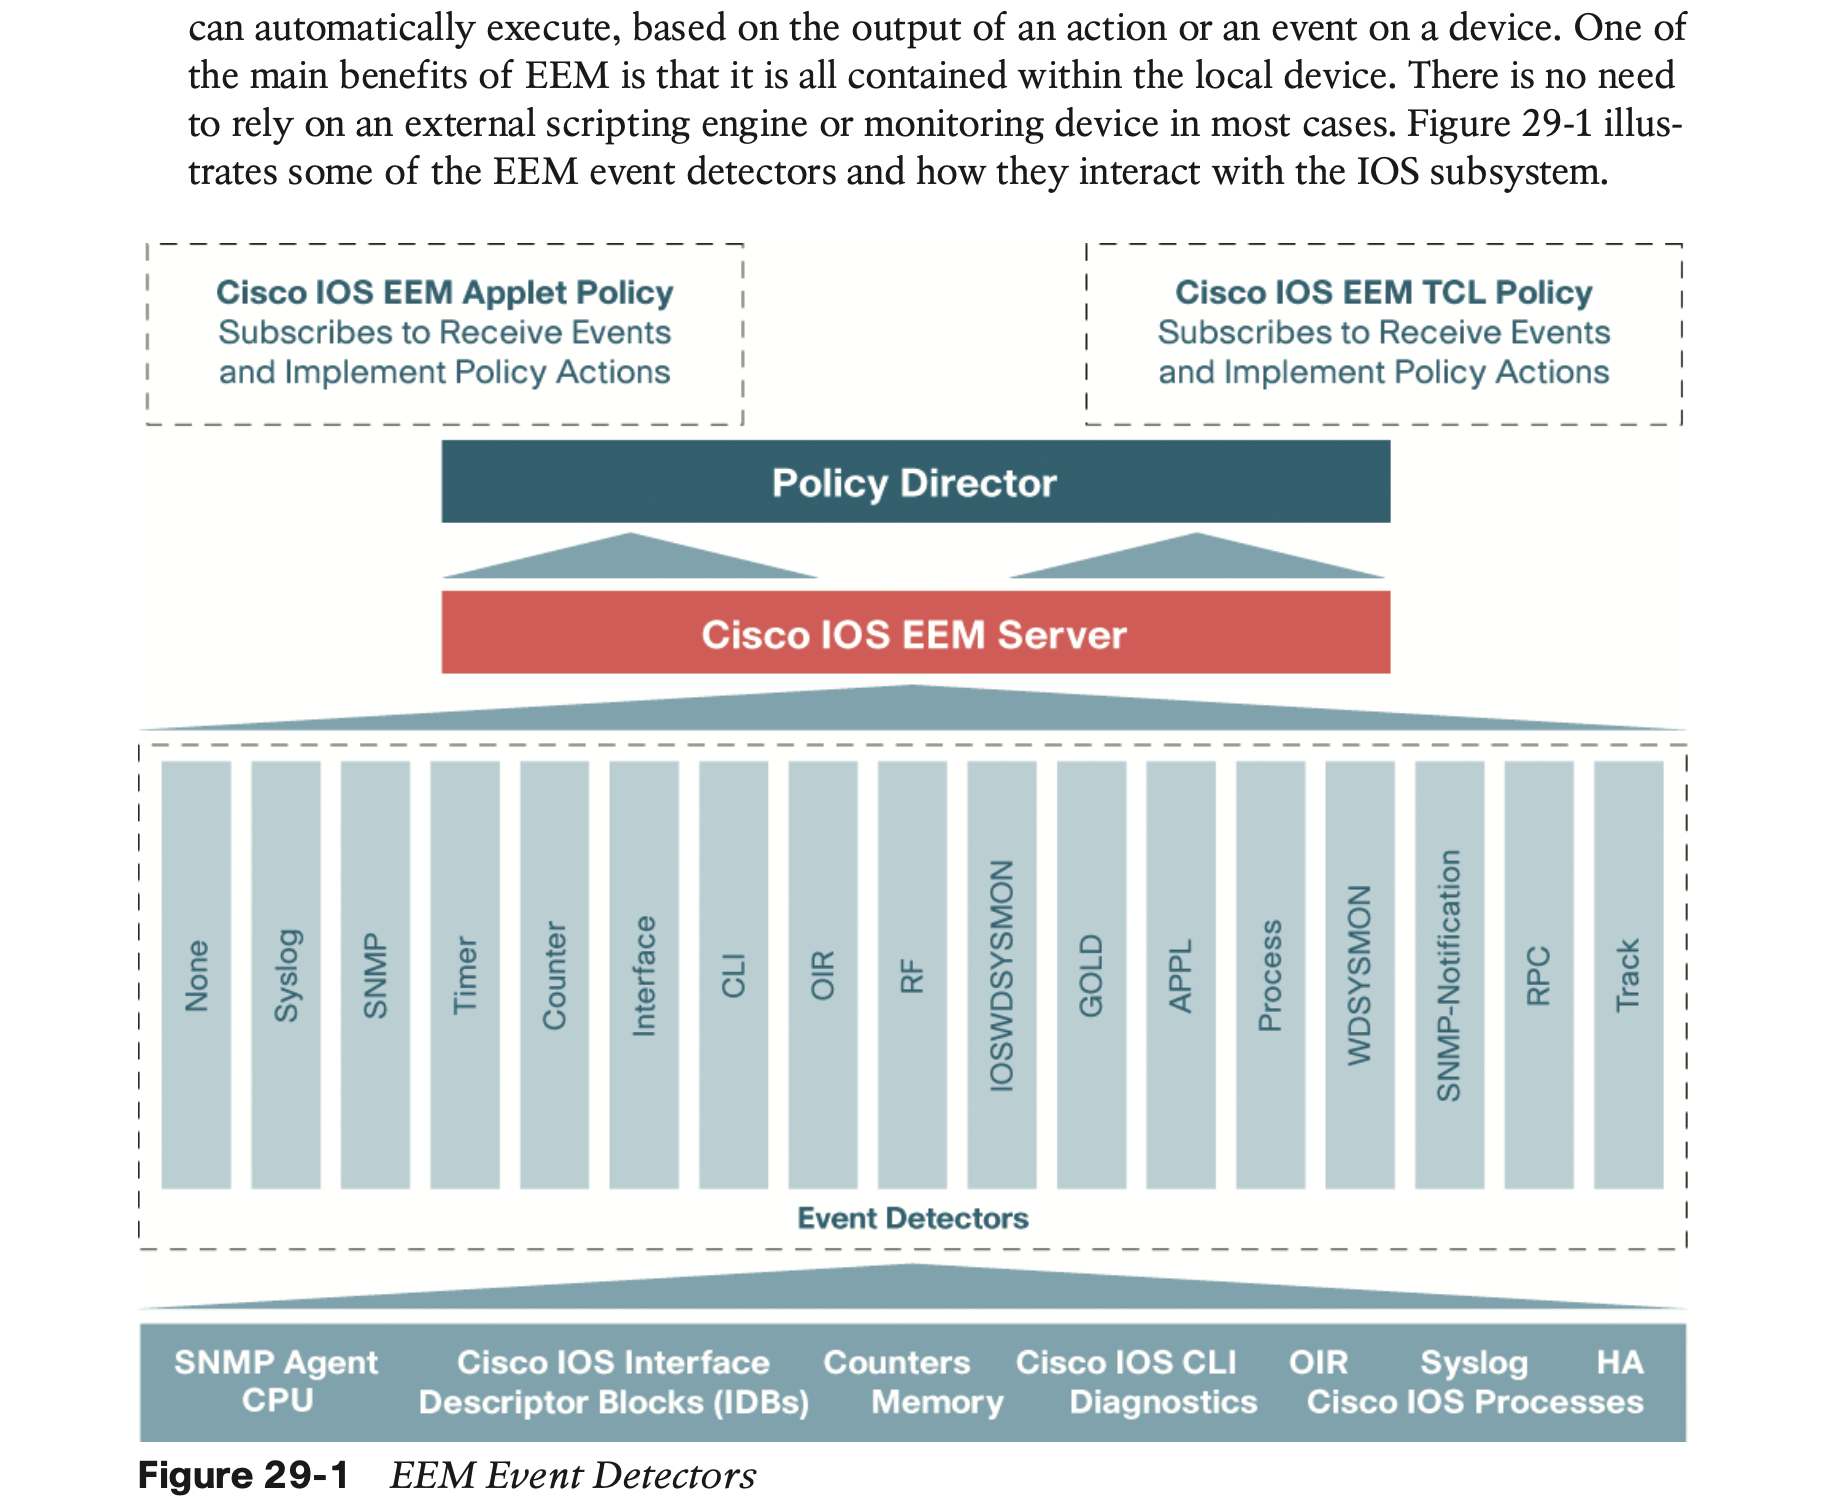 can automatically execute, based on the output of an action or an event on a device. One of
the main benefits of EEM is that it is all contained within the local device. There is no need
to rely on an external scripting engine or monitoring device in most cases. Figure 29-1 illus-
trates some of the EEM event detectors and how they interact with the IOS subsystem.
Cisco IOS EEM Applet Policy
Subscribes to Receive Events
and Implement Policy Actions
Cisco IOS EEM TCL Policy
Subscribes to Receive Events
and Implement Policy Actions
Policy Director
Cisco IOS EEM Server
None
Syslog
SNMP
Timer
Counter
Interface
CLI
OIR
RF
IOSWDSYSMON
GOLD
APPL
Process
WDSYSMON
SNMP-Notification
RPC
Track
Event Detectors
SNMP Agent Cisco IOS Interface Counters Cisco IOS CLI OIR Syslog HA
CPU Descriptor Blocks (IDBs) Memory Diagnostics Cisco IOS Processes
Figure 29-1 EEM Event Detectors